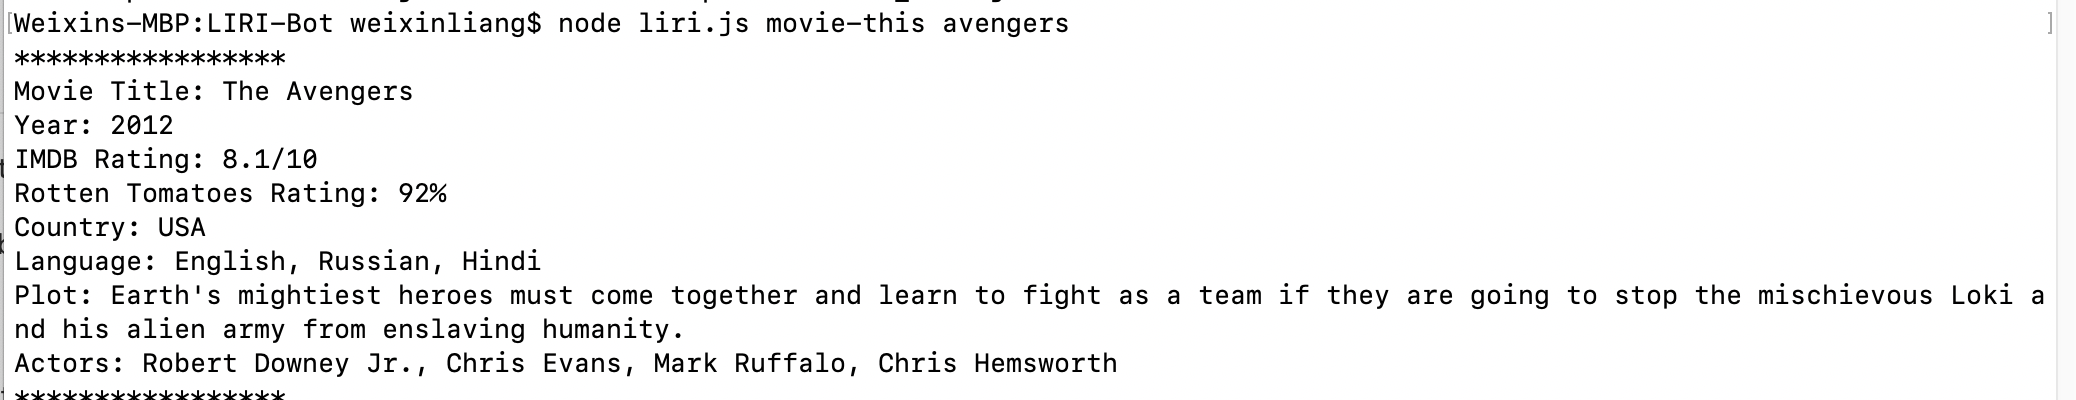 [Weixins-MBP:LIRI-Bot weixinliang$ node liri.js movie-this avengers ]
*****************
Movie Title: The Avengers
Year: 2012
IMDB Rating: 8.1/10
Rotten Tomatoes Rating: 92%
Country: USA
Language: English, Russian, Hindi
Plot: Earth's mightiest heroes must come together and learn to fight as a team if they are going to stop the mischievous Loki a
nd his alien army from enslaving humanity.
Actors: Robert Downey Jr., Chris Evans, Mark Ruffalo, Chris Hemsworth
*****************